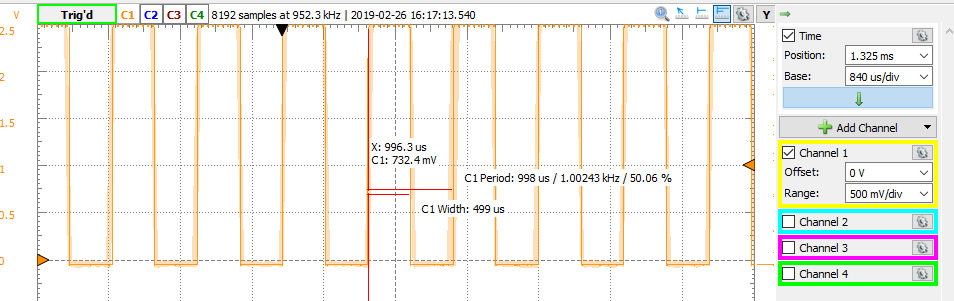 V Trig'd C1 C2 C3 C4 8192 samples at 952.3 kHz | 2019-02-26 16:17:13.540 Y
2.5
2
1.5
1
0.5
0
X: 996.3 us
C1: 732.4 mV
C1 Period: 998 us / 1.00243 kHz / 50.06 %
C1 Width: 499 us
Time
Position: 1.325 ms
Base: 840 us/div
Add Channel
Channel 1
Offset: 0 V
Range: 500 mV/div
Channel 2
Channel 3
Channel 4